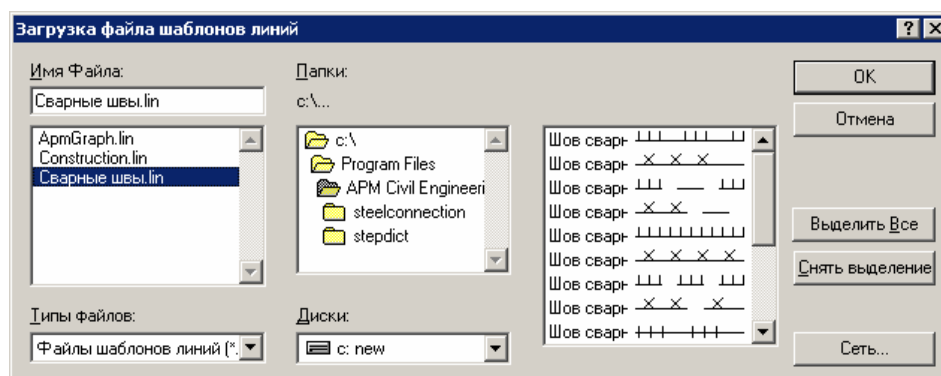 Загрузка файла шаблонов линий
Имя Файла:
Сварные швы.lin
ApmGraph.lin
Construction.lin
Сварные швы.lin
Типы файлов:
Файлы шаблонов линий (*.
Папки:
c:\...
c:\
Program Files
APM Civil Engineeri
steelconnection
stepdict
Диски:
c: new
Шов сварн
Шов сварн
Шов сварн
Шов сварн
Шов сварн
Шов сварн
Шов сварн
Шов сварн
Шов сварн
OK
Отмена
Выделить Все
Снять выделение
Сеть...